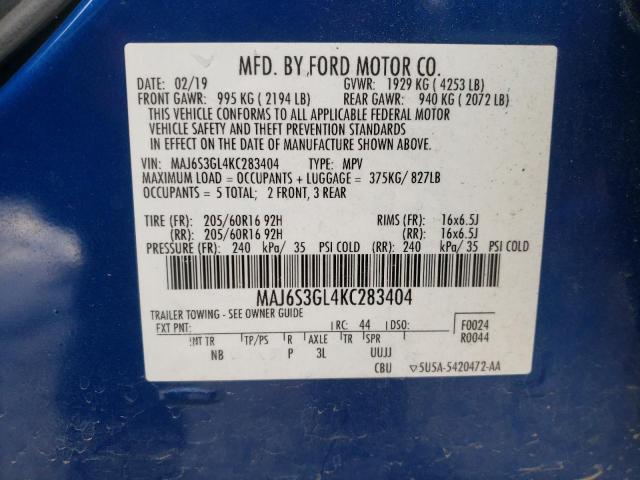 MFD. BY FORD MOTOR CO.
DATE: 02/19 GVWR: 1929 KG ( 4253 LB)
FRONT GAWR: 995 KG ( 2194 LB) REAR GAWR: 940 KG ( 2072 LB)
THIS VEHICLE CONFORMS TO ALL APPLICABLE FEDERAL MOTOR
VEHICLE SAFETY AND THEFT PREVENTION STANDARDS
IN EFFECT ON THE DATE OF MANUFACTURE SHOWN ABOVE.
VIN: MAJ6S3GL4KC283404 TYPE: MPV
MAXIMUM LOAD = OCCUPANTS + LUGGAGE = 375KG/ 827LB
OCCUPANTS = 5 TOTAL; 2 FRONT, 3 REAR
TIRE (FR): 205/60R16 92H RIMS (FR): 16x6.5J
(RR): 205/60R16 92H (RR): 16x6.5J
PRESSURE (FR): 240 kPa/ 35 PSI COLD (RR): 240 kPa/ 35 PSI COLD
MAJ6S3GL4KC283404
TRAILER TOWING - SEE OWNER GUIDE
EXT PNT: RC: 44 DSO: F0024
INT TR TP/PS R AXLE TR SPR R0044
NB P 3L UUJJ
CBU 5U5A-5420472-AA